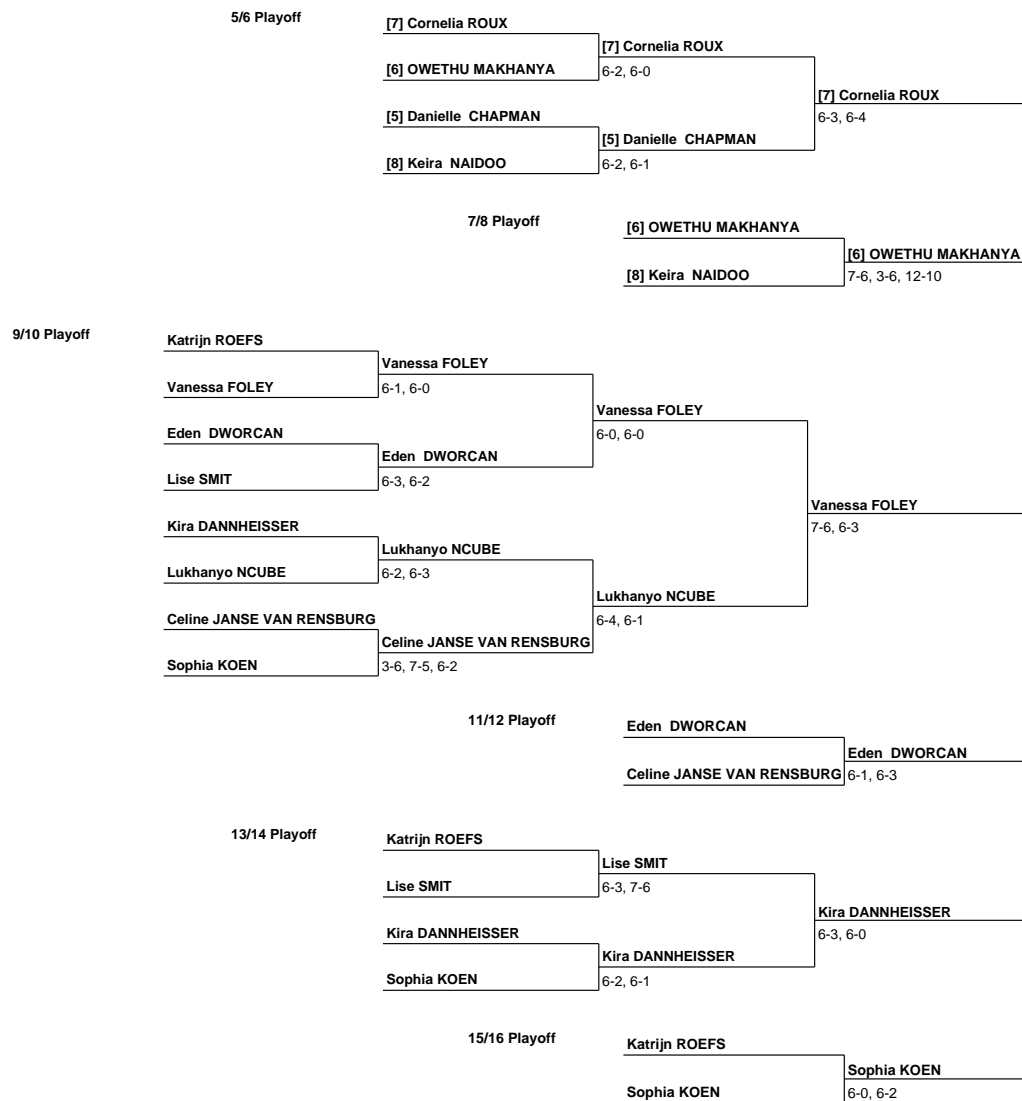 5/6 Playoff
[7] Cornelia ROUX
[7] Cornelia ROUX
[6] OWETHU MAKHANYA
6-2, 6-0
[7] Cornelia ROUX
[5] Danielle CHAPMAN
6-3, 6-4
[5] Danielle CHAPMAN
[8] Keira NAIDOO
6-2, 6-1
7/8 Playoff
[6] OWETHU MAKHANYA
[6] OWETHU MAKHANYA
[8] Keira NAIDOO
7-6, 3-6, 12-10
9/10 Playoff
Katrijn ROEFS
Vanessa FOLEY
Vanessa FOLEY
6-1, 6-0
Vanessa FOLEY
Eden DWORCAN
6-0, 6-0
Eden DWORCAN
Lise SMIT
6-3, 6-2
Vanessa FOLEY
Kira DANNHEISSER
7-6, 6-3
Lukhanyo NCUBE
Lukhanyo NCUBE
6-2, 6-3
Lukhanyo NCUBE
Celine JANSE VAN RENSBURG
6-4, 6-1
Celine JANSE VAN RENSBURG
Sophia KOEN
3-6, 7-5, 6-2
11/12 Playoff
Eden DWORCAN
Eden DWORCAN
Celine JANSE VAN RENSBURG
6-1, 6-3
13/14 Playoff
Katrijn ROEFS
Lise SMIT
Lise SMIT
6-3, 7-6
Kira DANNHEISSER
Kira DANNHEISSER
6-3, 6-0
Kira DANNHEISSER
Sophia KOEN
6-2, 6-1
15/16 Playoff
Katrijn ROEFS
Sophia KOEN
Sophia KOEN
6-0, 6-2